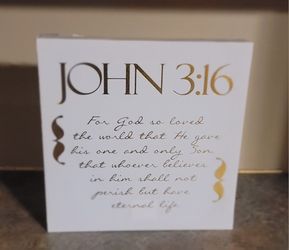 JOHN 3:16
For God so loved
the world that He gave
his one and only Son
that whoever believes
in him shall not
perish but have
eternal life